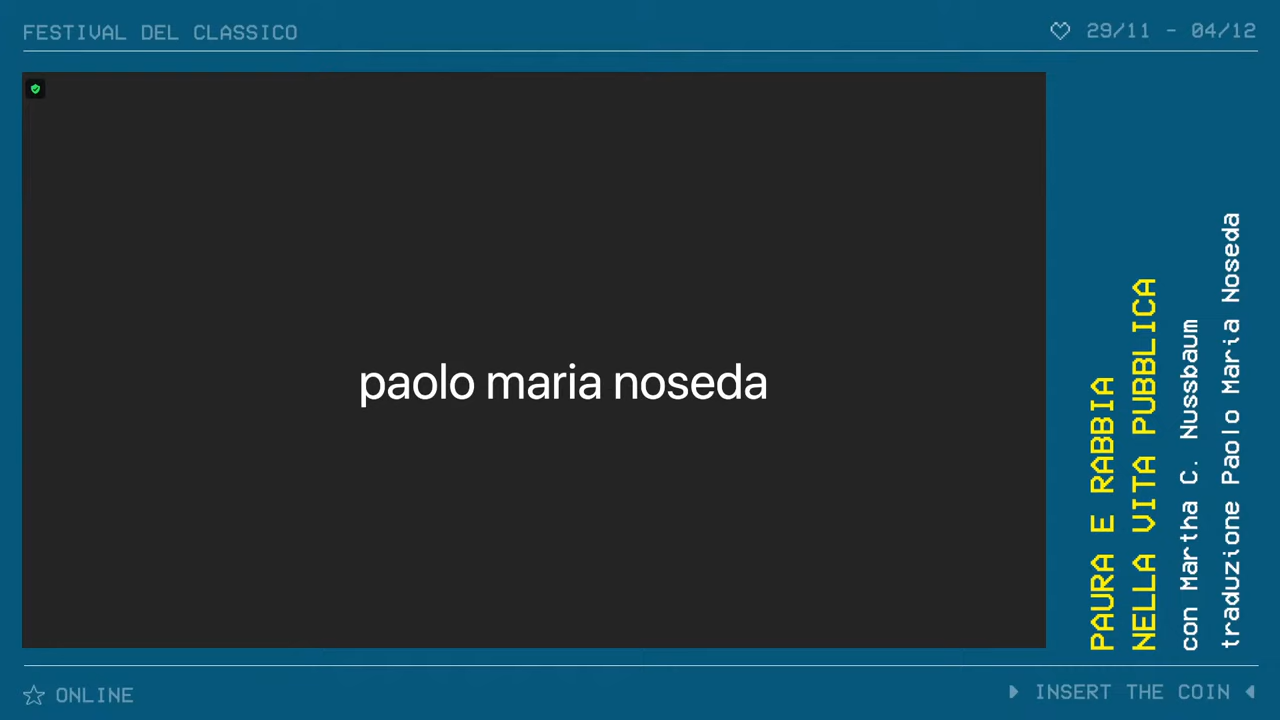 FESTIVAL DEL CLASSICO
29/11 - 04/12
paolo maria noseda
PAURA E RABBIA
NELLA VITA PUBBLICA
con Martha C. Nussbaum
traduzione Paolo Maria Noseda
ONLINE
INSERT THE COIN